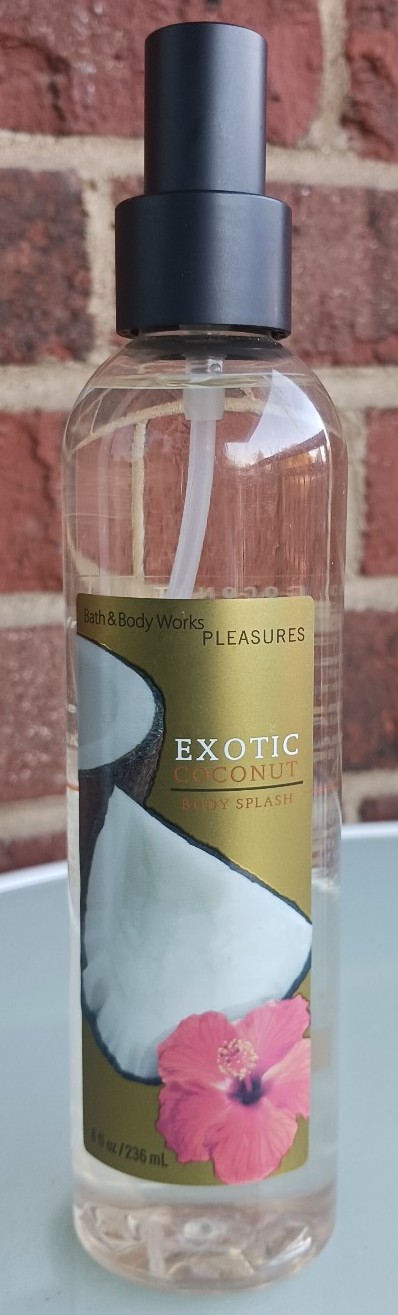 Bath & Body Works
PLEASURES
EXOTIC
COCONUT
BODY SPLASH
8 fl oz / 236 mL